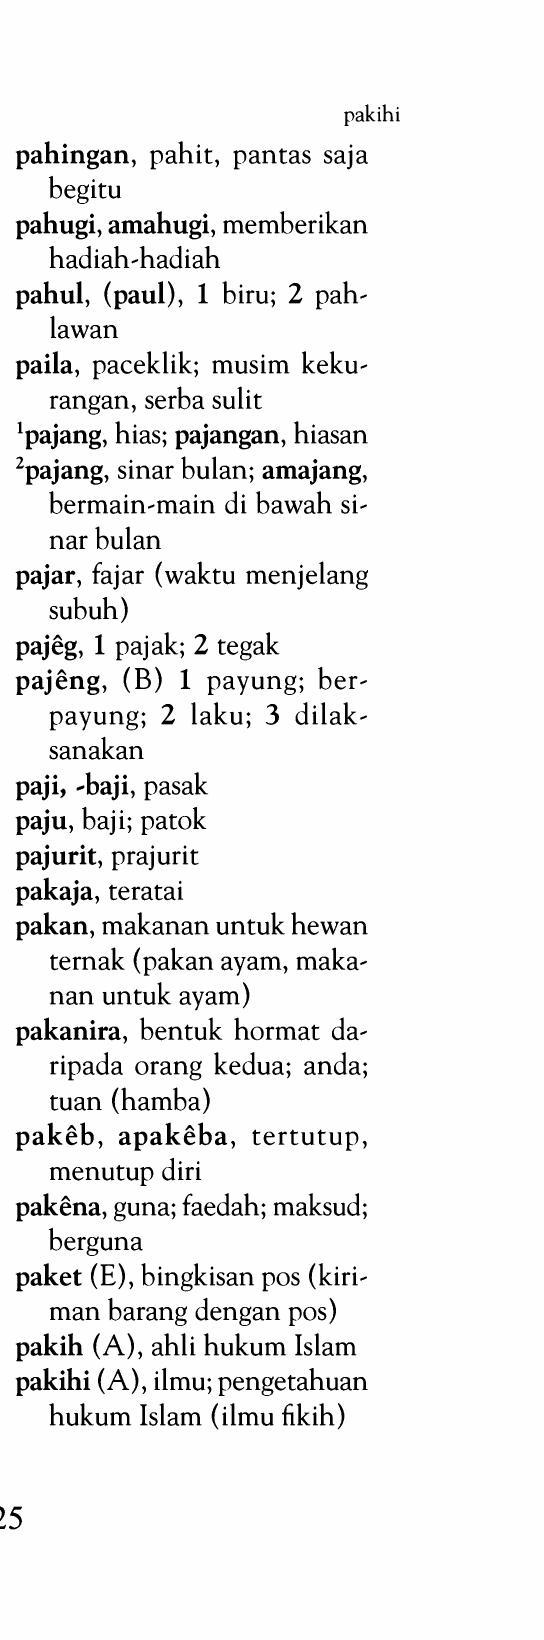 pakihi
pahingan, pahit, pantas saja
begitu
pahugi, amahugi, memberikan
hadiah-hadiah
pahul, (paul), 1 biru; 2 pah-
lawan
paila, paceklik; musim keku-
rangan, serba sulit
¹pajang, hias; pajangan, hiasan
²pajang, sinar bulan; amajang,
bermain-main di bawah si-
nar bulan
pajar, fajar (waktu menjelang
subuh)
pajêg, 1 pajak; 2 tegak
pajêng, (B) 1 payung; ber-
payung; 2 laku; 3 dilak-
sanakan
paji, -baji, pasak
paju, baji; patok
pajurit, prajurit
pakaja, teratai
pakan, makanan untuk hewan
ternak (pakan ayam, maka-
nan untuk ayam)
pakanira, bentuk hormat da-
ripada orang kedua; anda;
tuan (hamba)
pakêb, apakêba, tertutup,
menutup diri
pakêna, guna; faedah; maksud;
berguna
paket (E), bingkisan pos (kiri-
man barang dengan pos)
pakih (A), ahli hukum Islam
pakihi (A), ilmu; pengetahuan
hukum Islam (ilmu fikih)
25